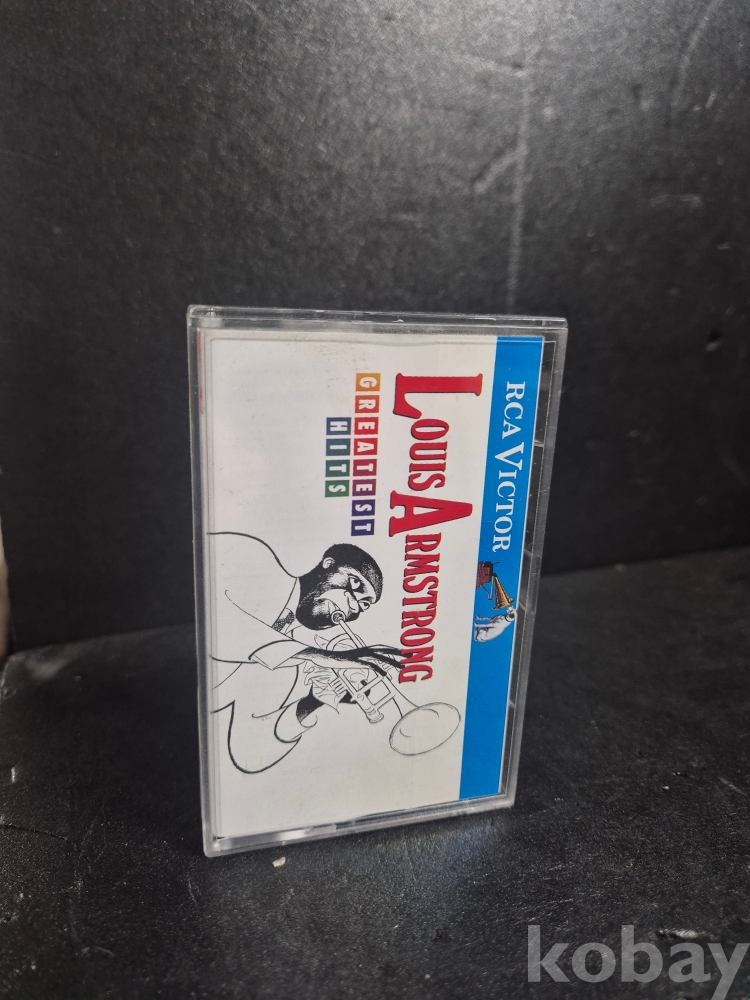 RCA VICTOR
LOUIS ARMSTRONG
GREATEST
HITS
kobay